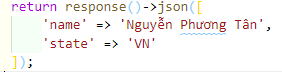 return response()->json([
    'name' => 'Nguyễn Phương Tân',
    'state' => 'VN'
]);